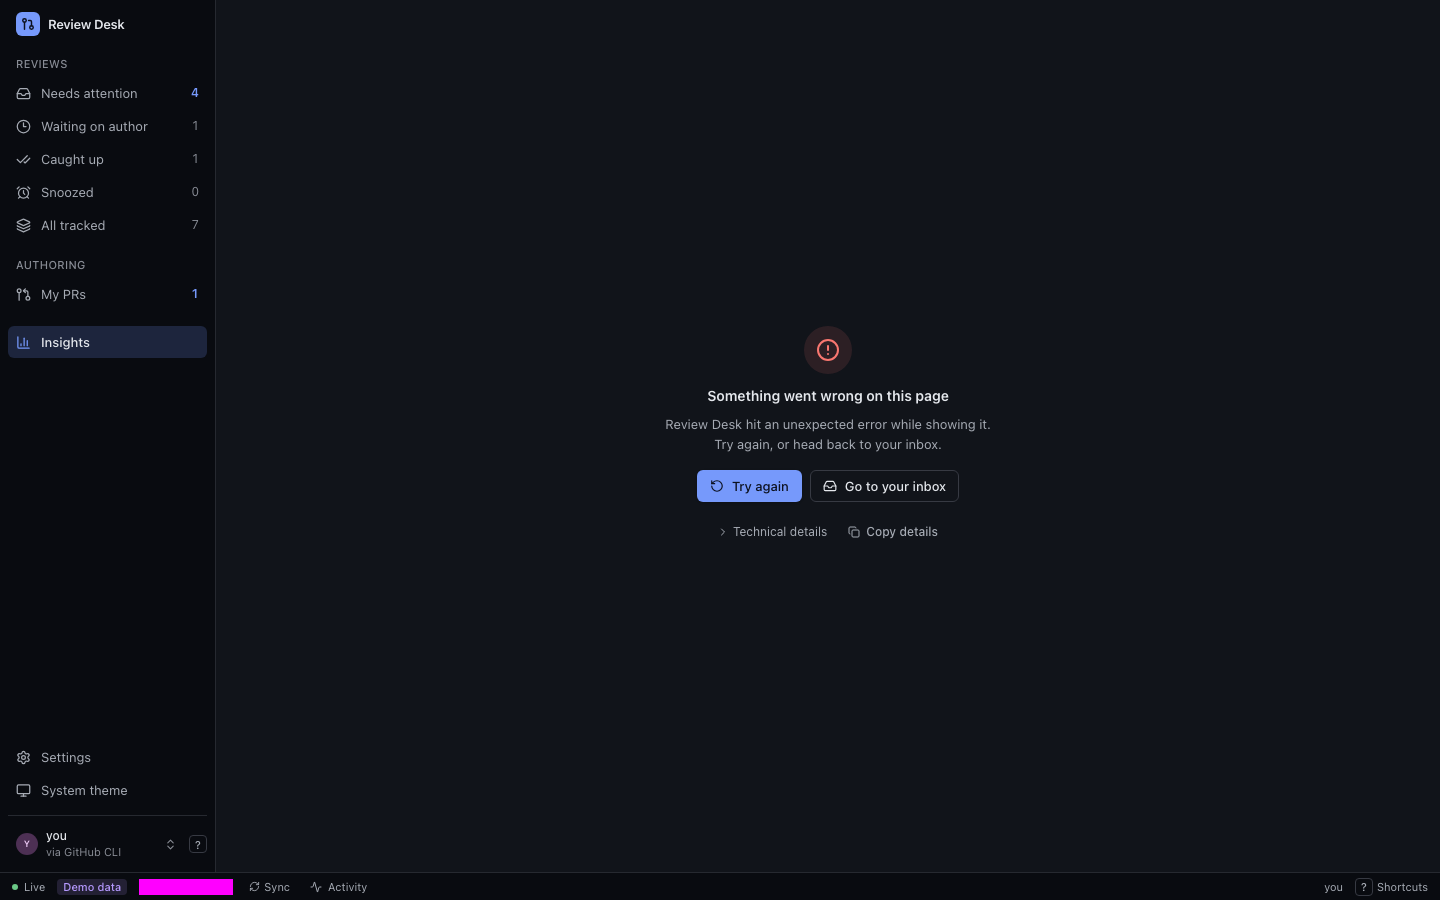 Review Desk
REVIEWS
Needs attention 4
Waiting on author 1
Caught up 1
Snoozed 0
All tracked 7
AUTHORING
My PRs 1
Insights
Something went wrong on this page
Review Desk hit an unexpected error while showing it.
Try again, or head back to your inbox.
Try again
Go to your inbox
Technical details
Copy details
Settings
System theme
Y
you
via GitHub CLI
?
Live
Demo data
Sync
Activity
you
? Shortcuts